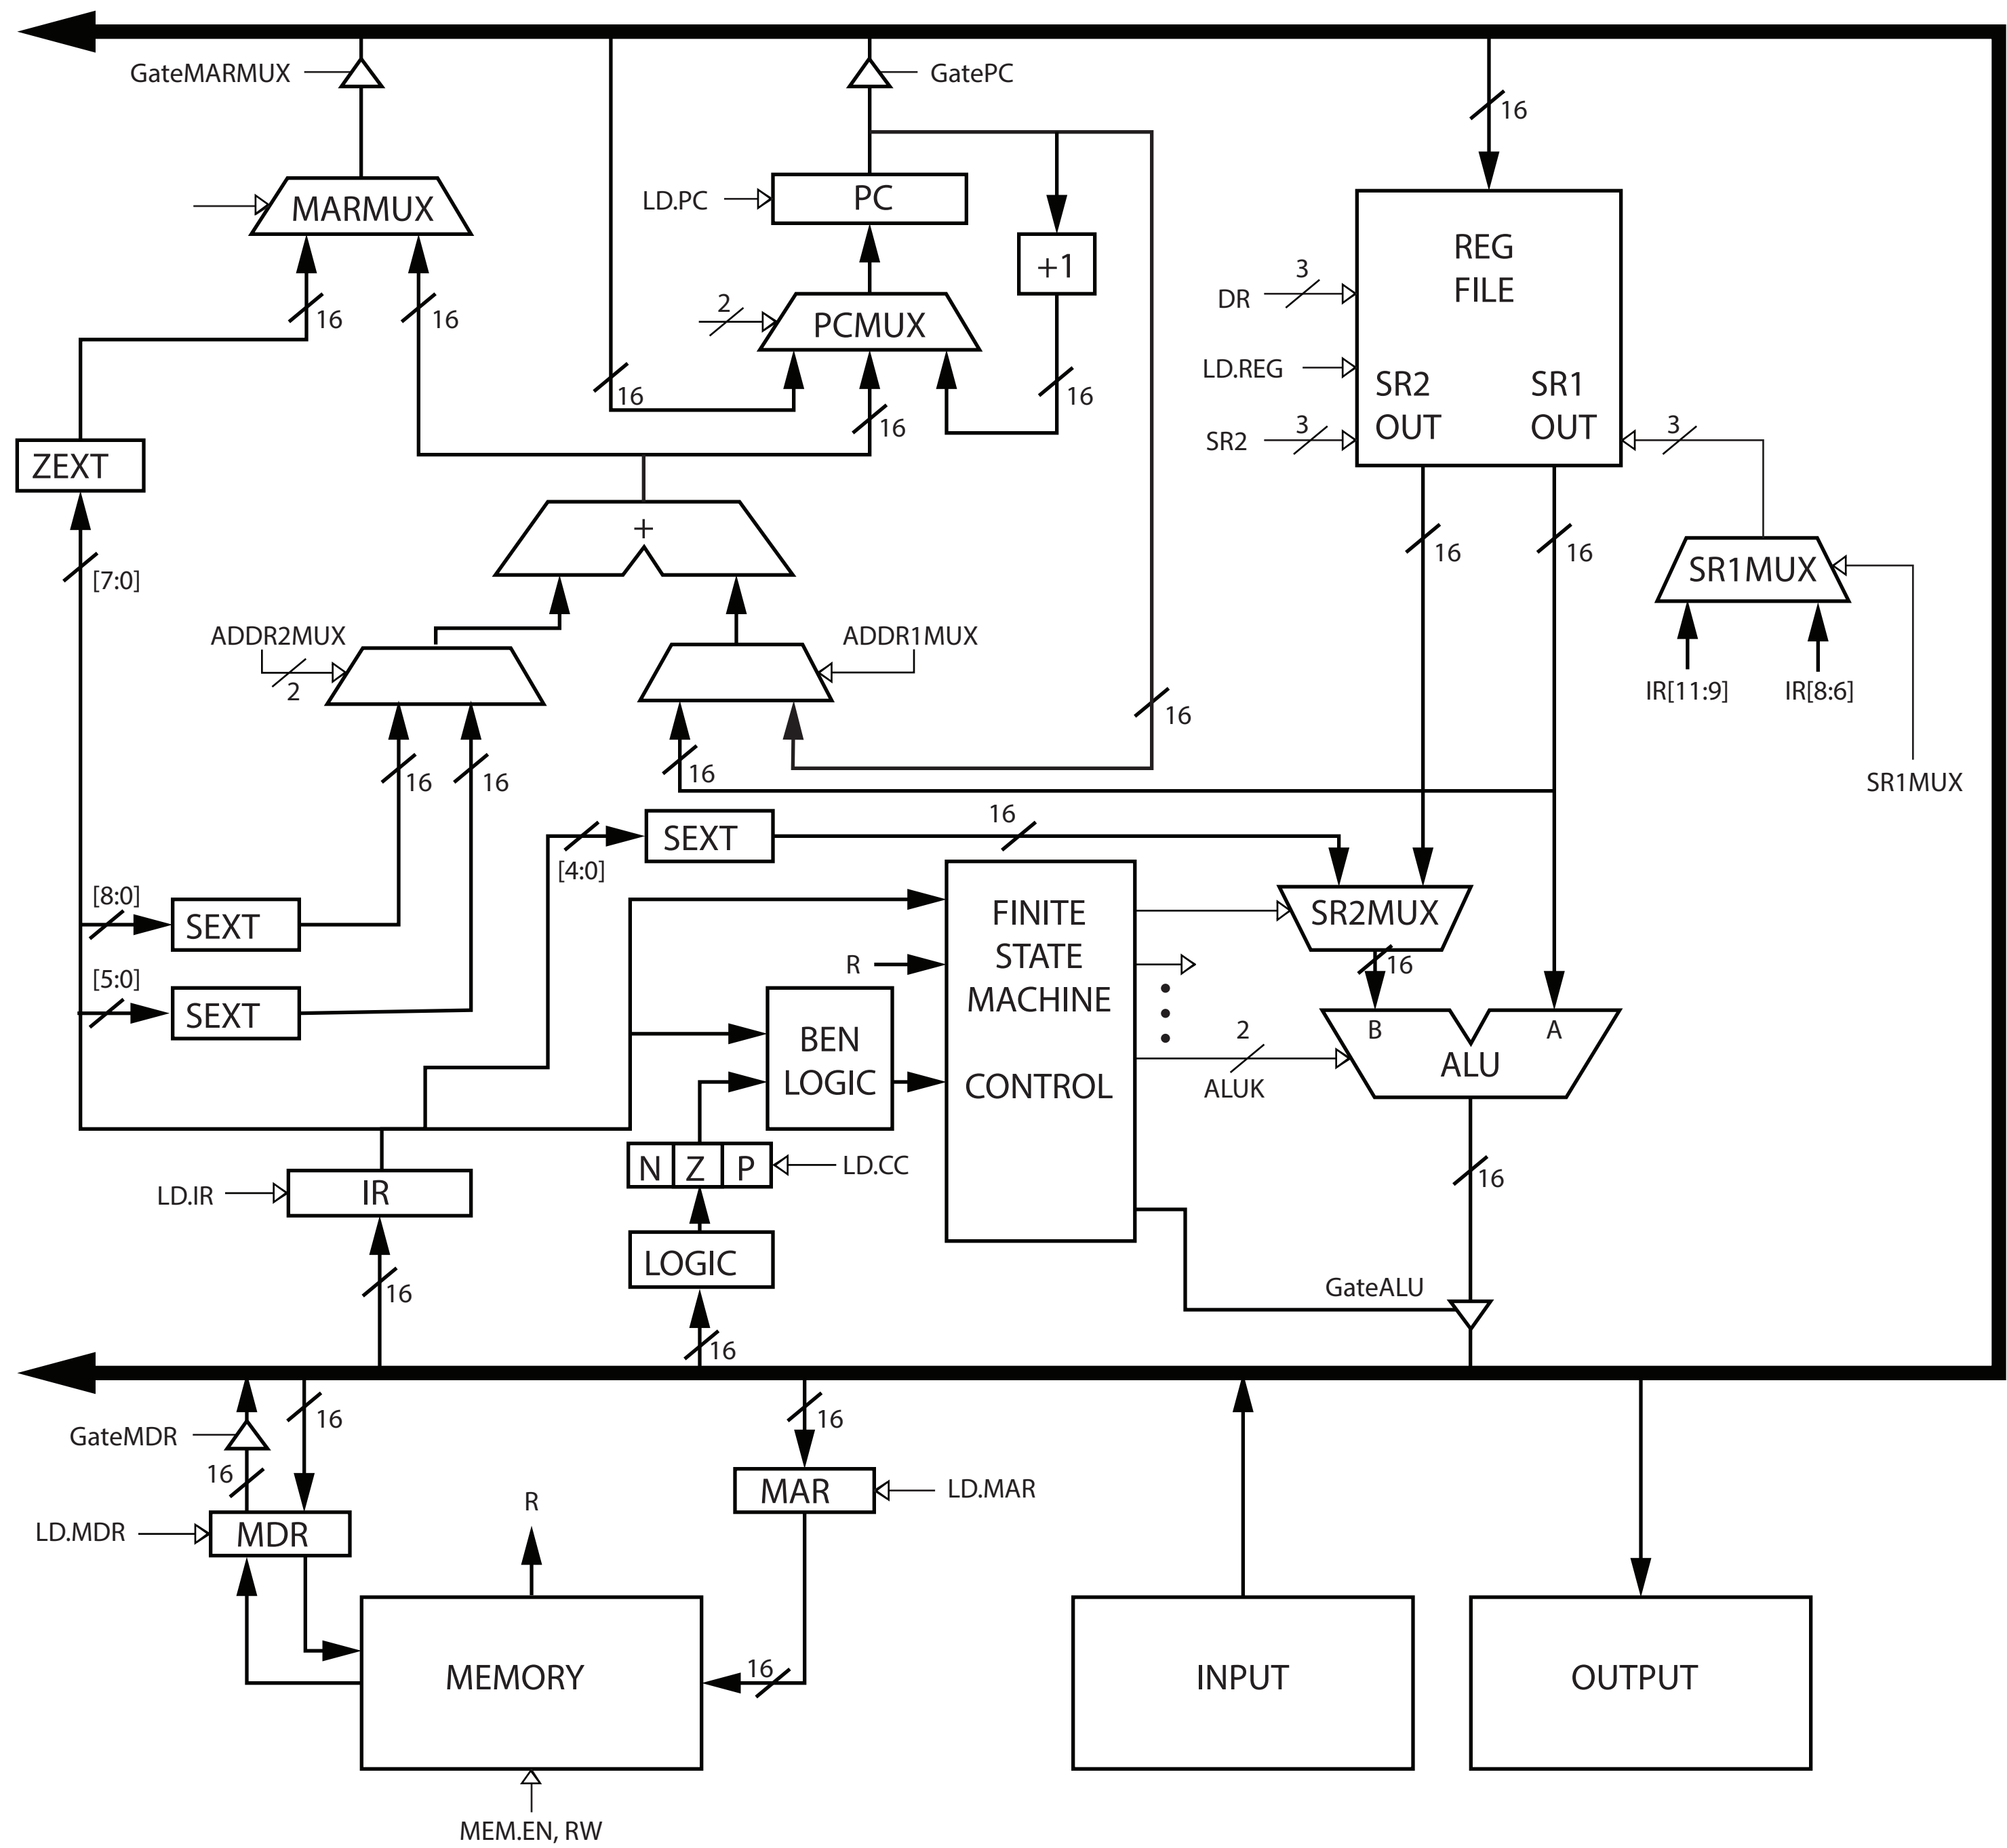 GateMARMUX
GatePC
16
LD.PC
PC
MARMUX
+1
REG
FILE
3
DR
2
PCMUX
16
16
LD.REG
16
16
16
SR2
OUT
SR1
OUT
3
SR2
3
ZEXT
+
16
16
SR1MUX
[7:0]
ADDR2MUX
2
ADDR1MUX
IR[11:9]
IR[8:6]
16
SR1MUX
16
16
16
SEXT
16
[4:0]
[8:0]
SEXT
FINITE
STATE
MACHINE
CONTROL
SR2MUX
R
16
[5:0]
SEXT
BEN
LOGIC
B
A
ALU
2
ALUK
N Z P
LD.CC
LD.IR
IR
16
LOGIC
16
GateALU
16
16
16
GateMDR
16
MAR
LD.MAR
R
LD.MDR
MDR
16
MEMORY
INPUT
OUTPUT
MEM.EN, RW